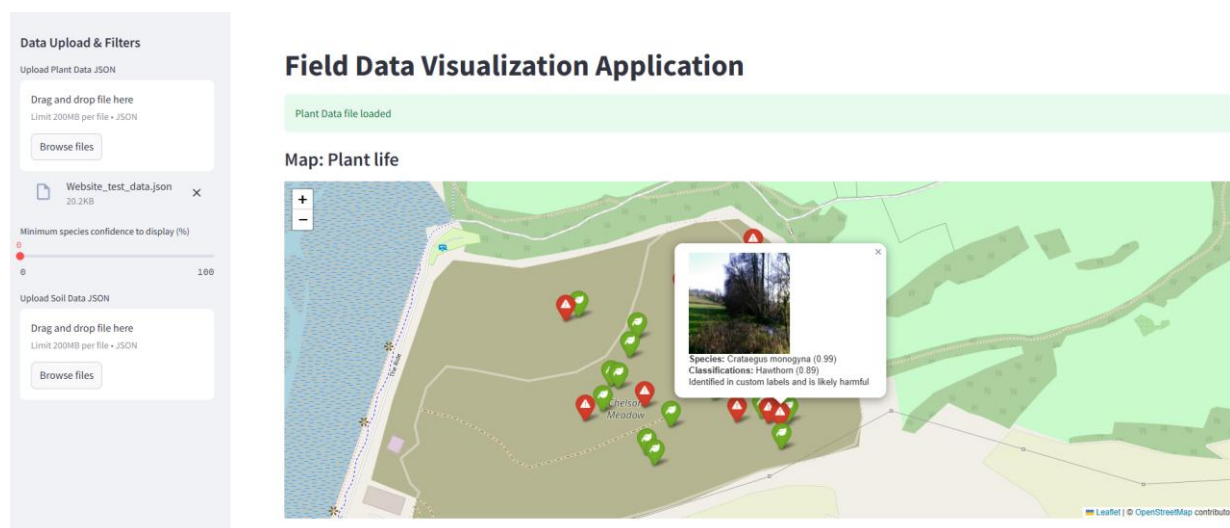 Data Upload & Filters
Upload Plant Data JSON
Drag and drop file here
Limit 200MB per file • JSON
Browse files
Website_test_data.json
20.2KB
Minimum species confidence to display (%)
0
0
100
Upload Soil Data JSON
Drag and drop file here
Limit 200MB per file • JSON
Browse files
Field Data Visualization Application
Plant Data file loaded
Map: Plant life
+
−
The Ride
Chelson
Meadow
×
Species: Crataegus monogyna (0.99)
Classifications: Hawthorn (0.89)
Identified in custom labels and is likely harmful
Leaflet | © OpenStreetMap contributo